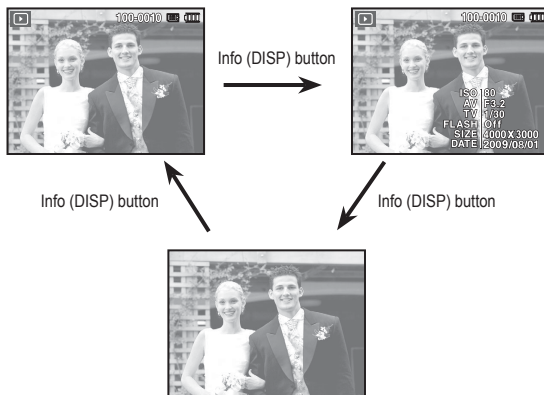 100-0010
Info (DISP) button
100-0010
ISO 80
AV F3.2
TV 1/30
FLASH Off
SIZE 4000X3000
DATE 2009/08/01
Info (DISP) button
Info (DISP) button